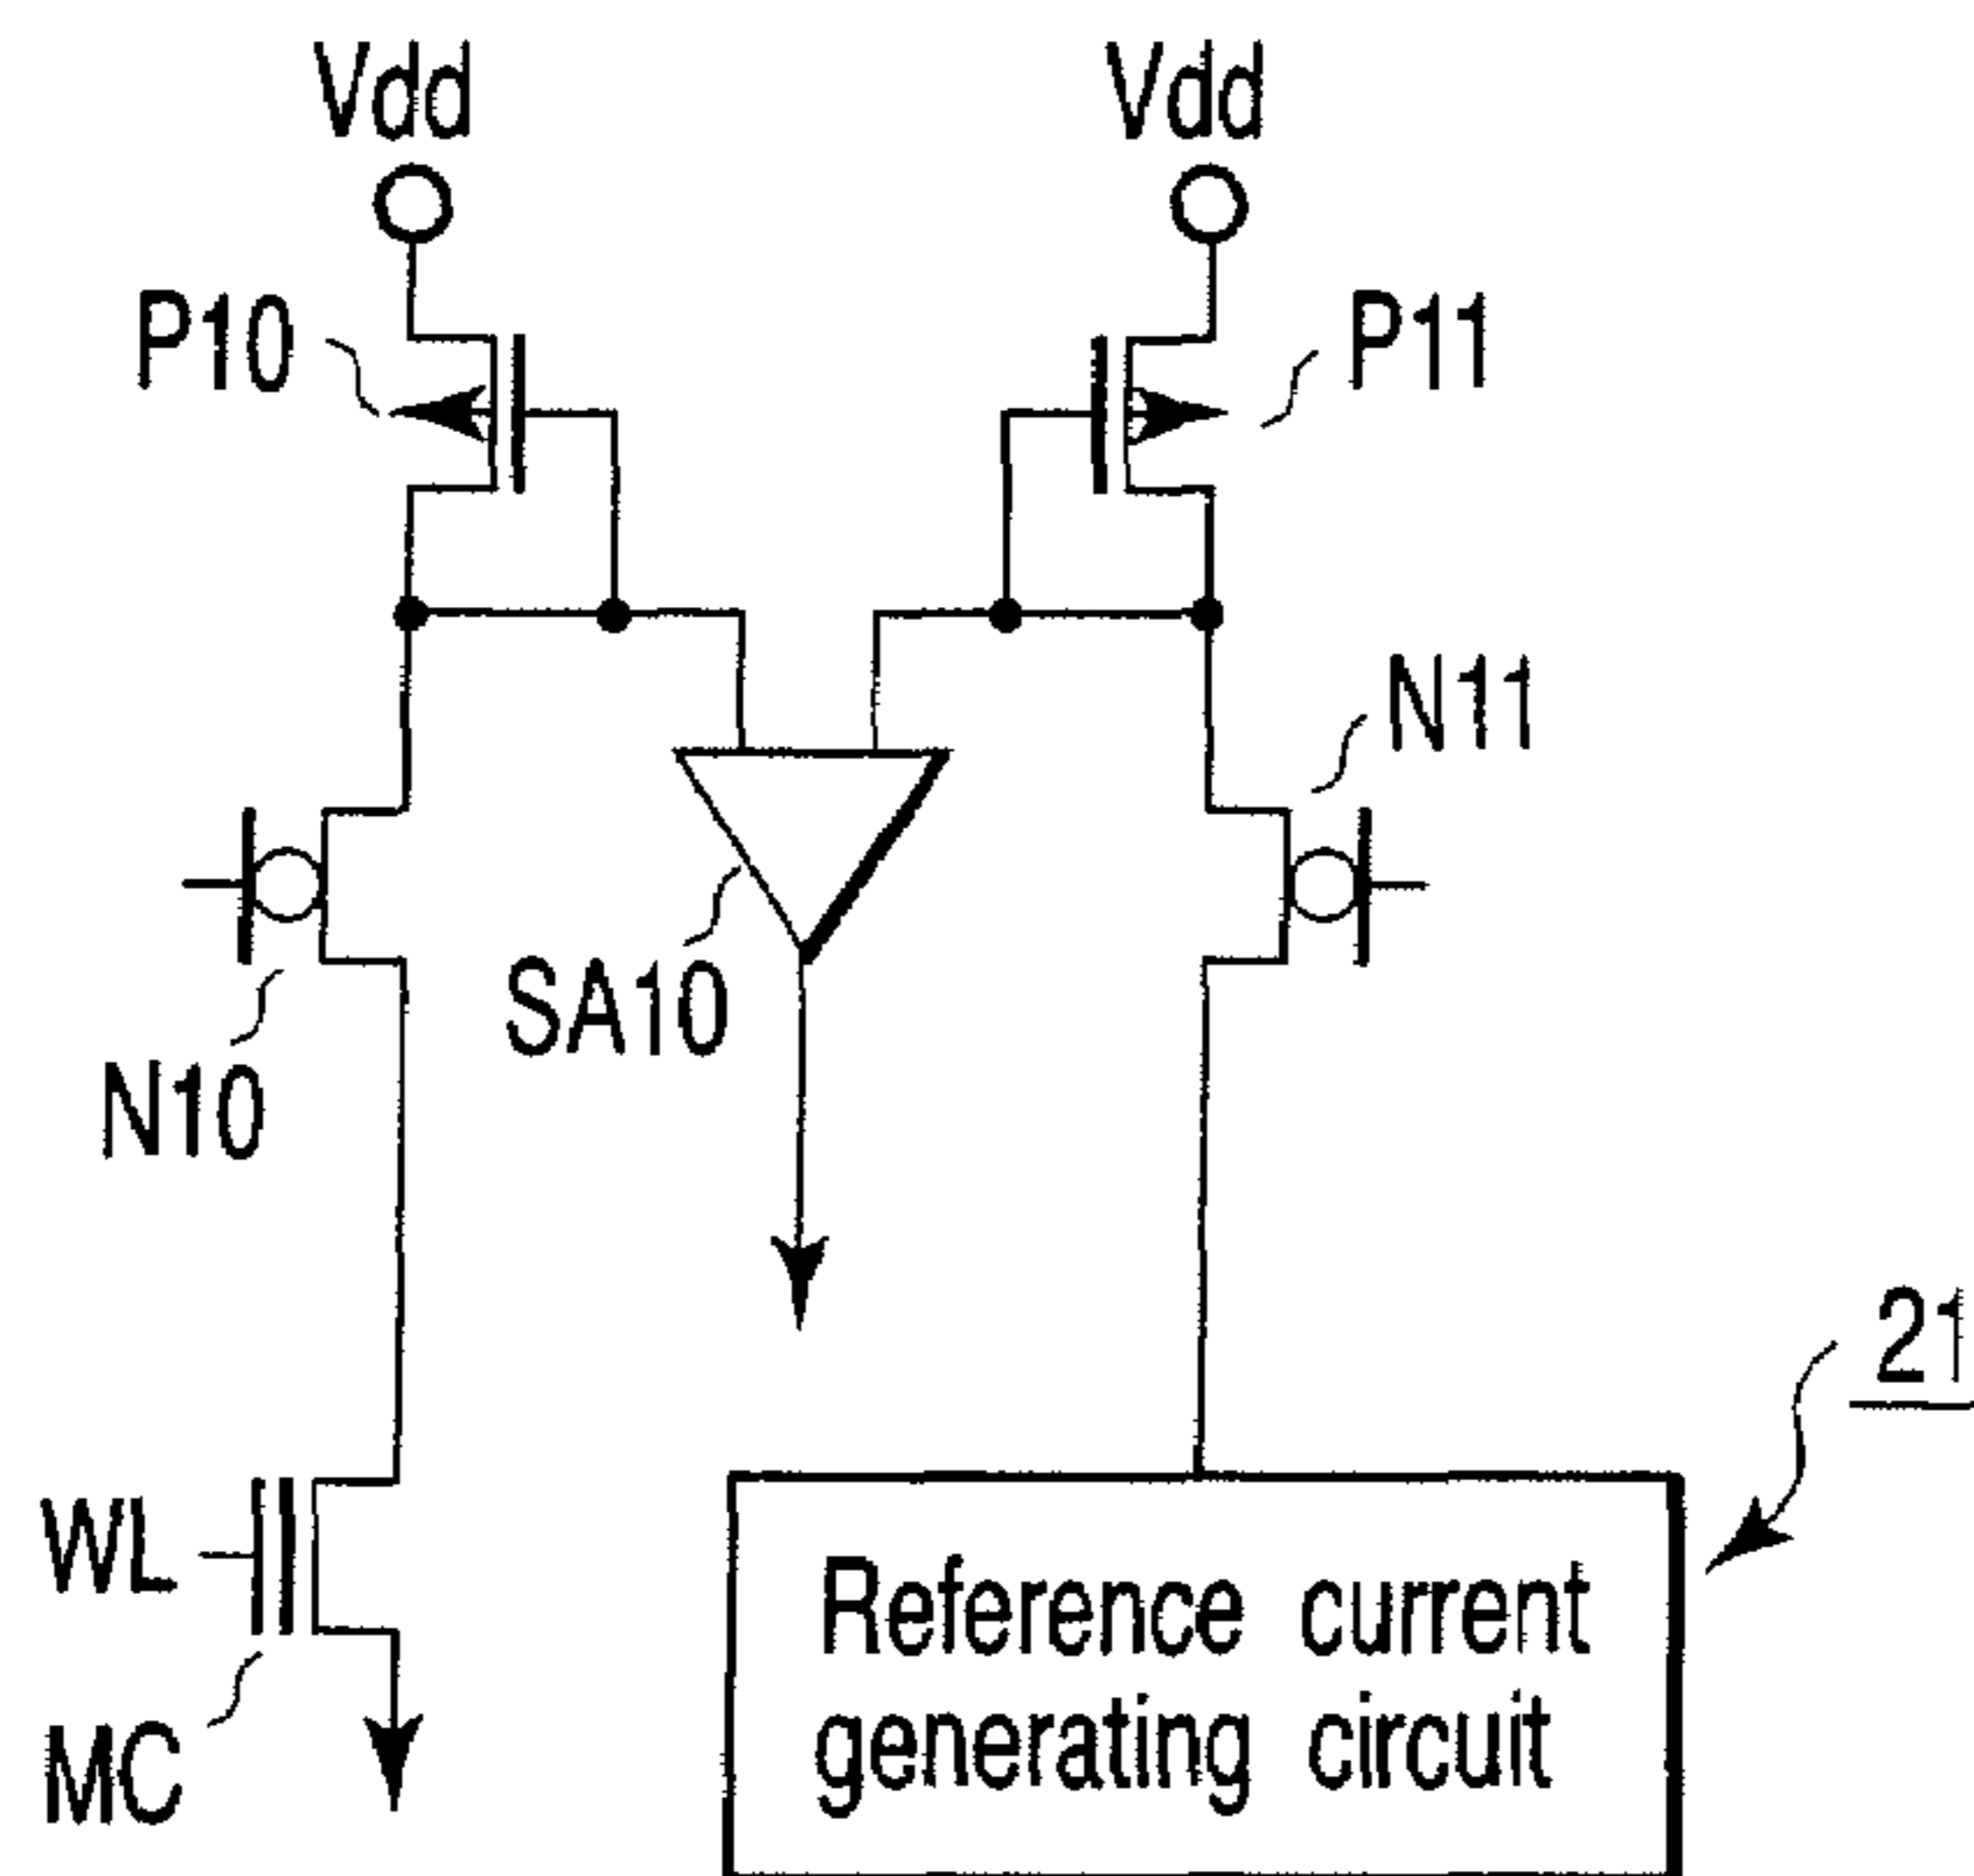 Vdd
Vdd
P10
P11
N11
SA10
N10
21
WL
Reference current
generating circuit
MC